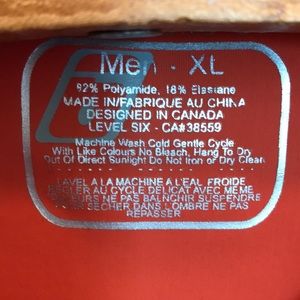 Men - XL
82% Polyamide, 18% Elastane
MADE IN/FABRIQUE AU CHINA
DESIGNED IN CANADA
LEVEL SIX - CA#38559
Machine Wash Cold Gentle Cycle
With Like Colours No Bleach, Hang To Dry
Out Of Direct Sunlight Do Not Iron or Dry Clean
LAVEL A LA MACHINE A L'EAU FROIDE
REGLER AU CYCLE DELICAT AVEC MEME
NE PAS BALNCHIR SUSPENDRE
SECHER DANS L'OMBRE NE PAS
REPASSER